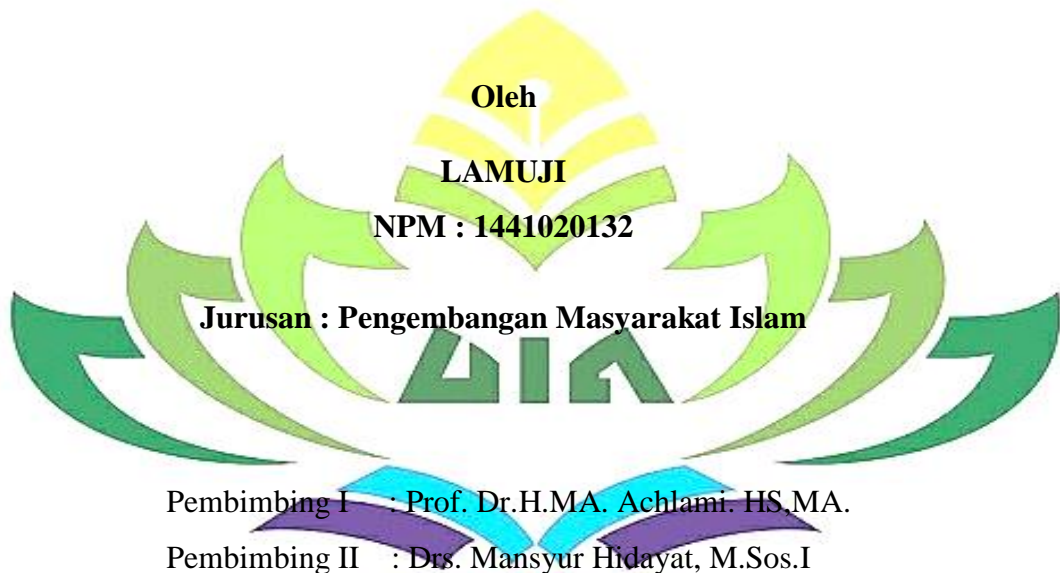 Oleh
LAMUJI
NPM : 1441020132
Jurusan : Pengembangan Masyarakat Islam
Pembimbing I : Prof. Dr.H.MA. Achlami. HS,MA.
Pembimbing II : Drs. Mansyur Hidayat, M.Sos.I